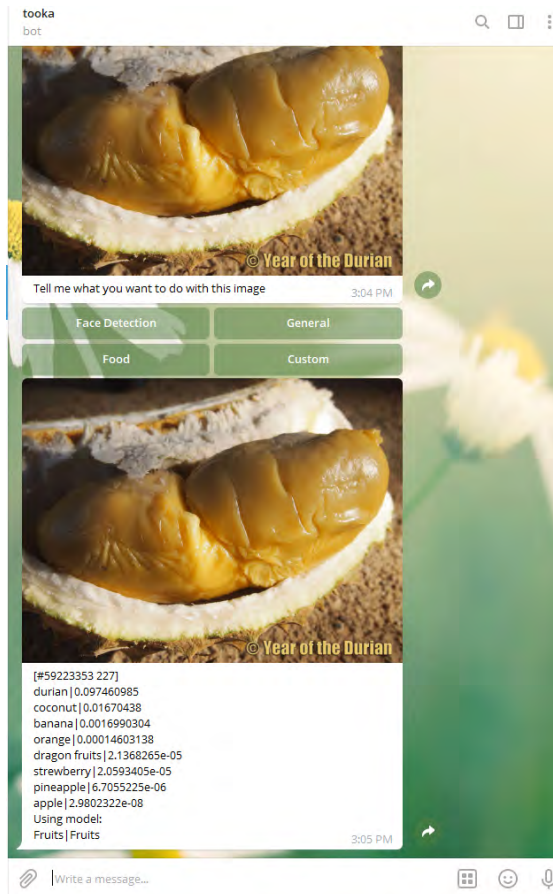 tooka
bot
© Year of the Durian
Tell me what you want to do with this image
3:04 PM
Face Detection
General
Food
Custom
© Year of the Durian
[#59223353 227]
durian|0.097460985
coconut|0.01670438
banana|0.0016990304
orange|0.00014603138
dragon fruits|2.1368265e-05
strewberry|2.0593405e-05
pineapple|6.7055225e-06
apple|2.9802322e-08
Using model:
Fruits|Fruits
3:05 PM
Write a message...